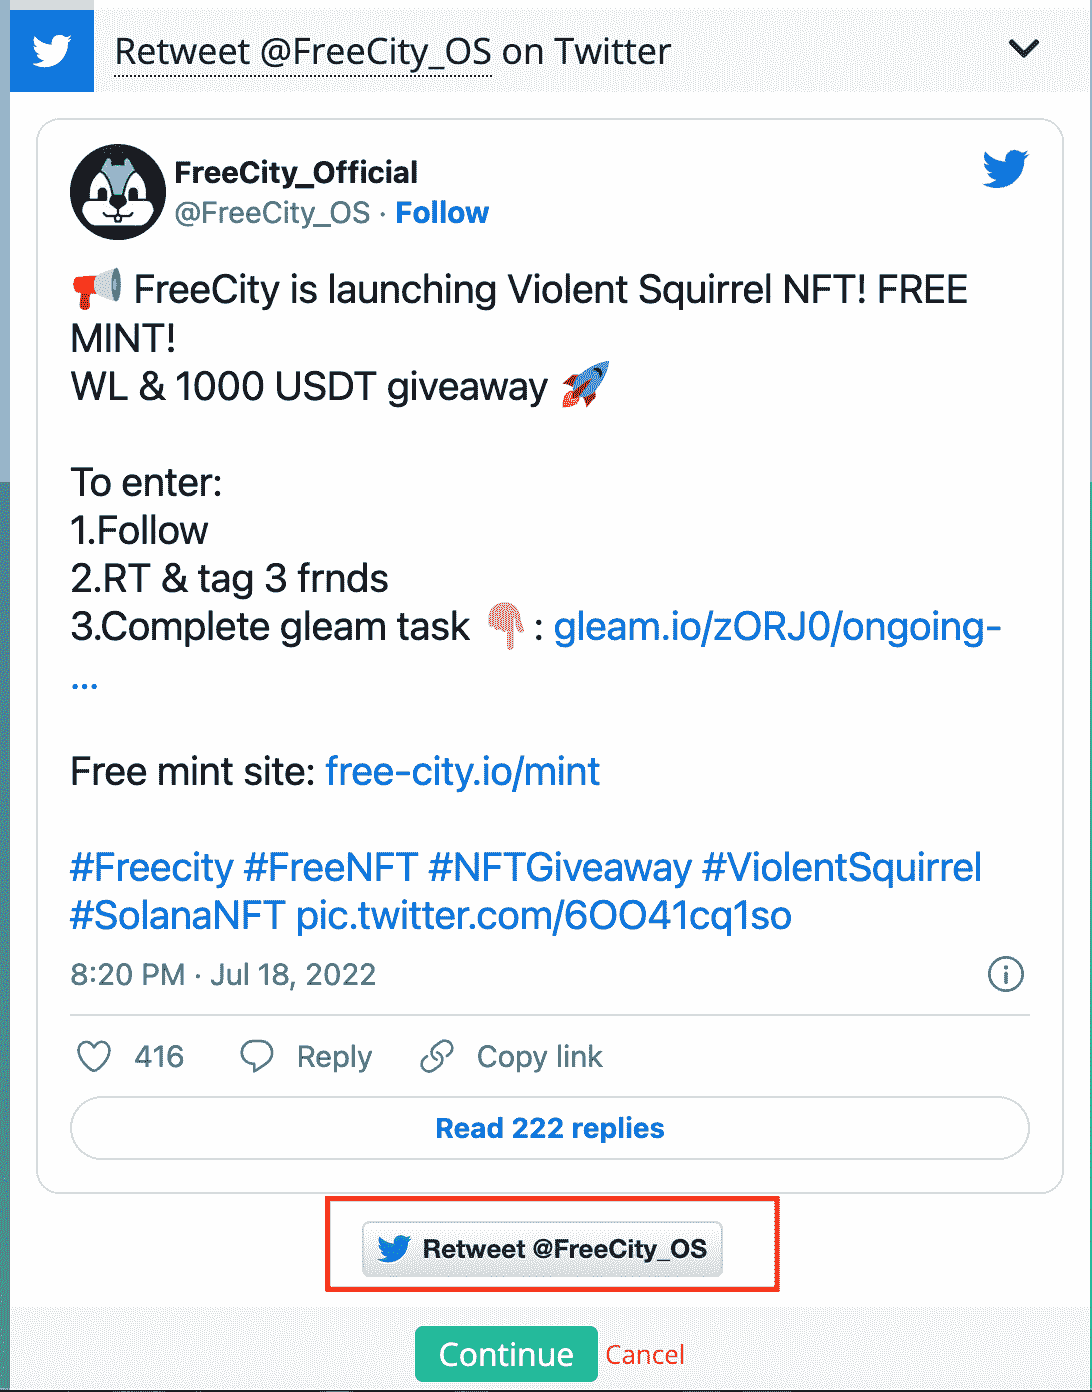 Retweet @FreeCity_OS on Twitter
FreeCity_Official
@FreeCity_OS · Follow
📢 FreeCity is launching Violent Squirrel NFT! FREE
MINT!
WL & 1000 USDT giveaway 🚀
To enter:
1.Follow
2.RT & tag 3 frnds
3.Complete gleam task 👇 : gleam.io/zORJ0/ongoing-
...
Free mint site: free-city.io/mint
#Freecity #FreeNFT #NFTGiveaway #ViolentSquirrel
#SolanaNFT pic.twitter.com/6OO41cq1so
8:20 PM · Jul 18, 2022
416 Reply Copy link
Read 222 replies
Retweet @FreeCity_OS
Continue Cancel